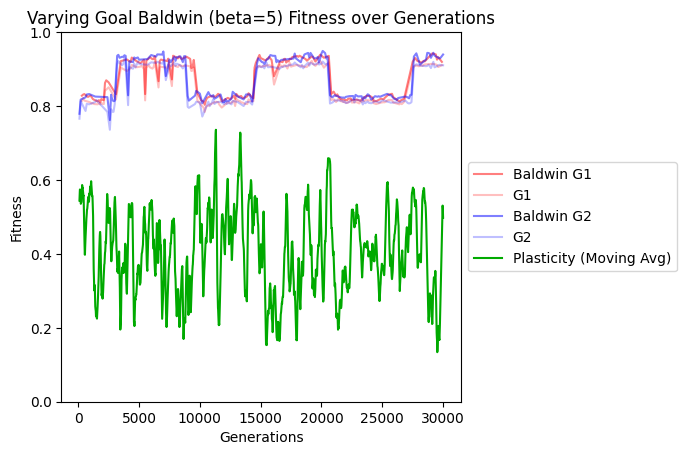 Varying Goal Baldwin (beta=5) Fitness over Generations
1.0
0.8
0.6
0.4
0.2
0.0
Fitness
0 5000 10000 15000 20000 25000 30000
Generations
Baldwin G1
G1
Baldwin G2
G2
Plasticity (Moving Avg)